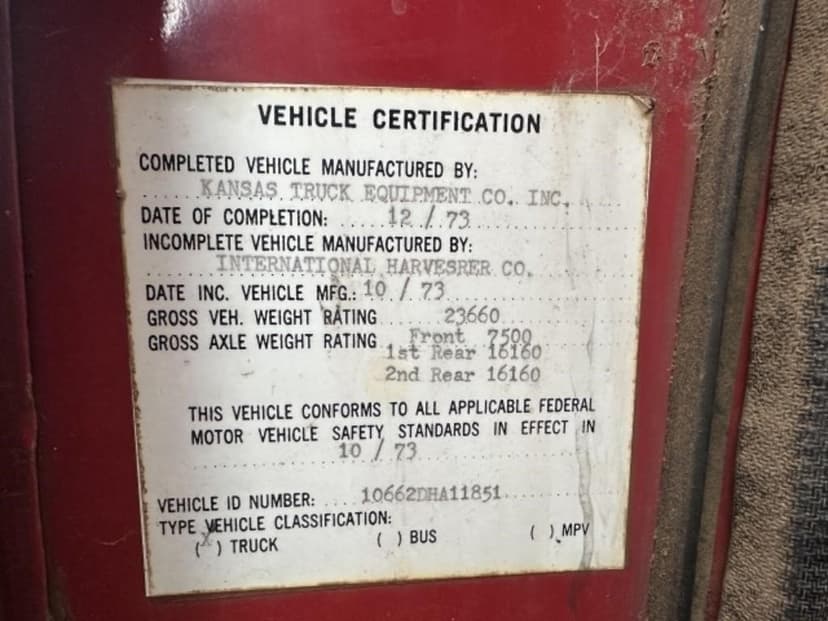 VEHICLE CERTIFICATION
COMPLETED VEHICLE MANUFACTURED BY:
KANSAS TRUCK EQUIPMENT CO. INC.
DATE OF COMPLETION: 12 / 73
INCOMPLETE VEHICLE MANUFACTURED BY:
INTERNATIONAL HARVESRER CO.
DATE INC. VEHICLE MFG.: 10 / 73
GROSS VEH. WEIGHT RATING 23660
GROSS AXLE WEIGHT RATING Front 7500
1st Rear 16160
2nd Rear 16160
THIS VEHICLE CONFORMS TO ALL APPLICABLE FEDERAL
MOTOR VEHICLE SAFETY STANDARDS IN EFFECT IN
10 / 73
VEHICLE ID NUMBER: 10662DHA11851
TYPE VEHICLE CLASSIFICATION:
(X) TRUCK ( ) BUS ( ) MPV